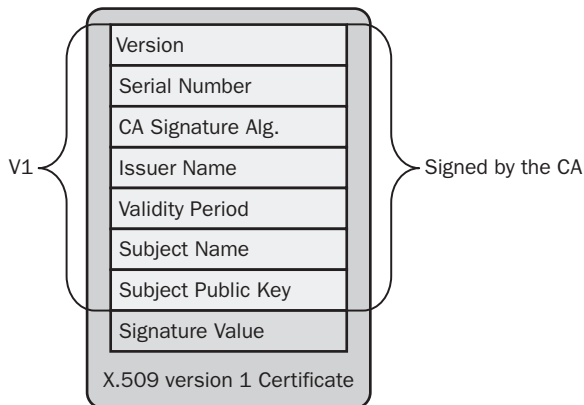 Version
Serial Number
CA Signature Alg.
V1
Issuer Name
Signed by the CA
Validity Period
Subject Name
Subject Public Key
Signature Value
X.509 version 1 Certificate